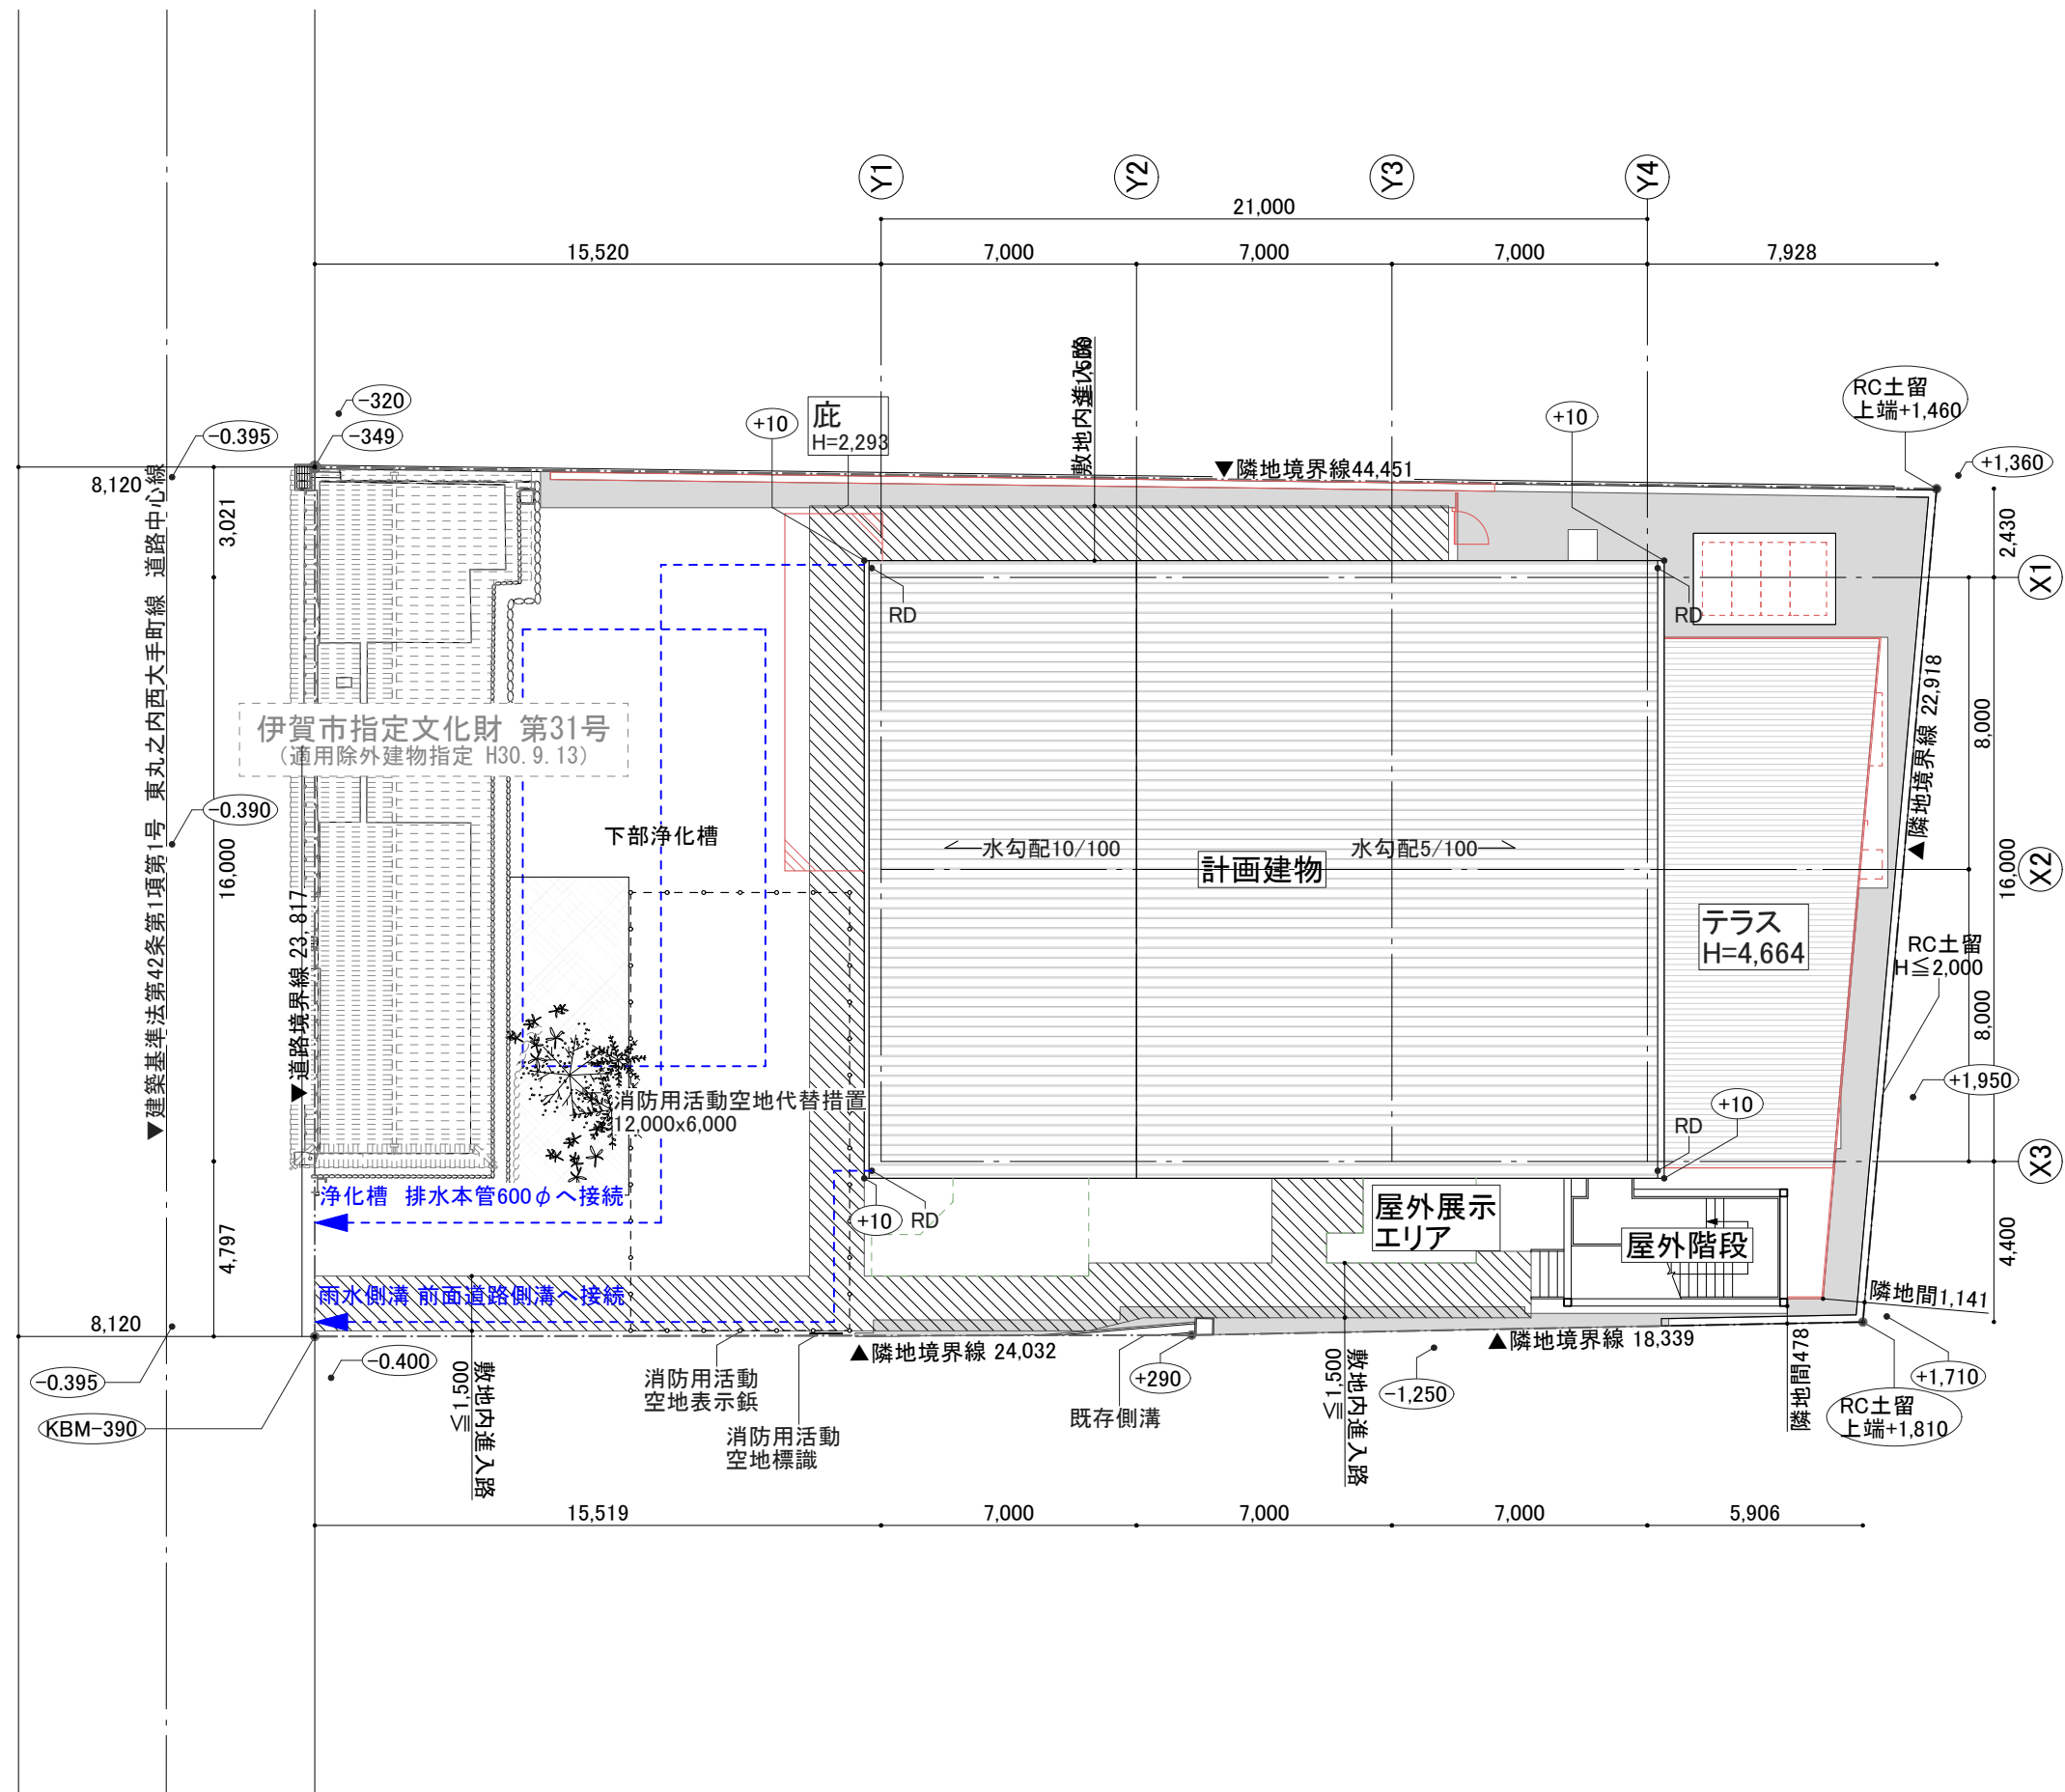 Y1
Y2
Y3
Y4
21,000
15,520
7,000
7,000
7,000
7,928
-320
-0.395
-349
+10
庇
H=2,293
敷地内進入路
+10
RC土留
上端+1,460
+1,360
▼隣地境界線44,451
8,120
3,021
2,430
X1
RD
RD
▼建築基準法第42条第1項第1号 東丸之内西大手町線 道路中心線
伊賀市指定文化財 第31号
（適用除外建物指定 H30.9.13）
▲隣地境界線 22,918
8,000
-0.390
下部浄化槽
水勾配10/100
計画建物
水勾配5/100
16,000
16,000
X2
▼道路境界線 23,817
テラス
H=4,664
RC土留
H≦2,000
8,000
消防用活動空地代替措置
12,000x6,000
+1,950
+10
RD
X3
浄化槽 排水本管600φへ接続
+10
RD
屋外展示
エリア
屋外階段
4,797
4,400
雨水側溝 前面道路側溝へ接続
隣地間1,141
8,120
▲隣地境界線 24,032
▲隣地境界線 18,339
-0.400
-0.395
KBM-390
≦1,500
敷地内進入路
消防用活動
空地表示鋲
消防用活動
空地標識
+290
既存側溝
≦1,500
敷地内進入路
-1,250
隣地間478
+1,710
RC土留
上端+1,810
15,519
7,000
7,000
7,000
5,906